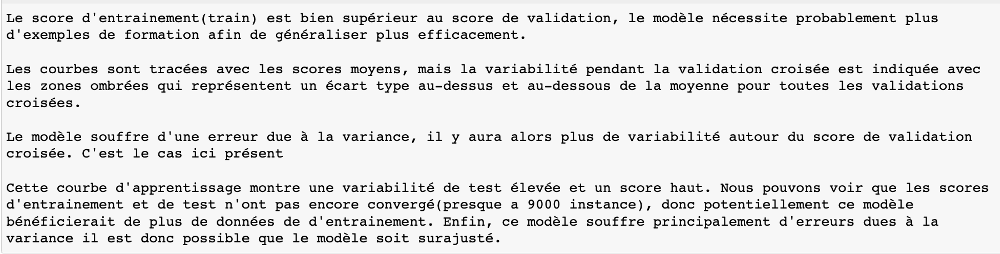 Le score d'entrainement(train) est bien supérieur au score de validation, le modèle nécessite probablement plus
d'exemples de formation afin de généraliser plus efficacement.
Les courbes sont tracées avec les scores moyens, mais la variabilité pendant la validation croisée est indiquée avec
les zones ombrées qui représentent un écart type au-dessus et au-dessous de la moyenne pour toutes les validations
croisées.
Le modèle souffre d'une erreur due à la variance, il y aura alors plus de variabilité autour du score de validation
croisée. C'est le cas ici présent
Cette courbe d'apprentissage montre une variabilité de test élevée et un score haut. Nous pouvons voir que les scores
d'entrainement et de test n'ont pas encore convergé(presque a 9000 instance), donc potentiellement ce modèle
bénéficierait de plus de données de d'entrainement. Enfin, ce modèle souffre principalement d'erreurs dues à la
variance il est donc possible que le modèle soit surajusté.